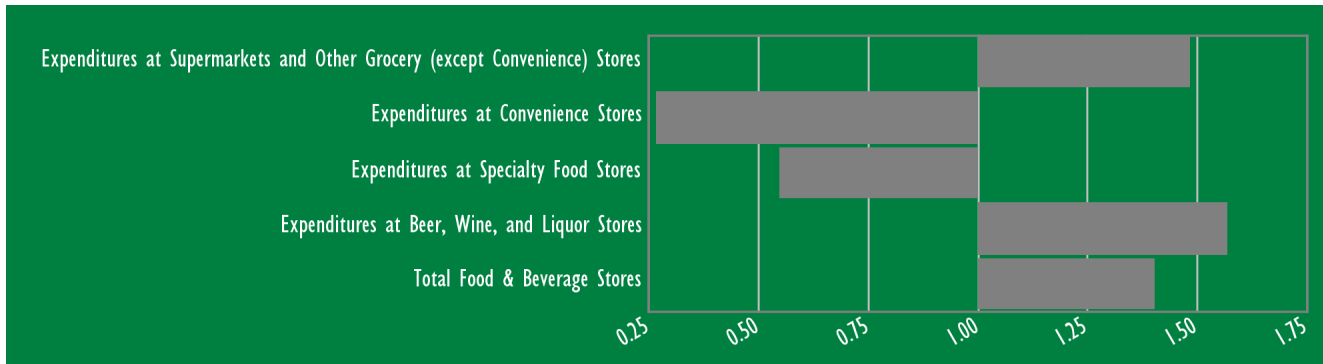 Expenditures at Supermarkets and Other Grocery (except Convenience) Stores
Expenditures at Convenience Stores
Expenditures at Specialty Food Stores
Expenditures at Beer, Wine, and Liquor Stores
Total Food & Beverage Stores
0.25 0.50 0.75 1.00 1.25 1.50 1.75